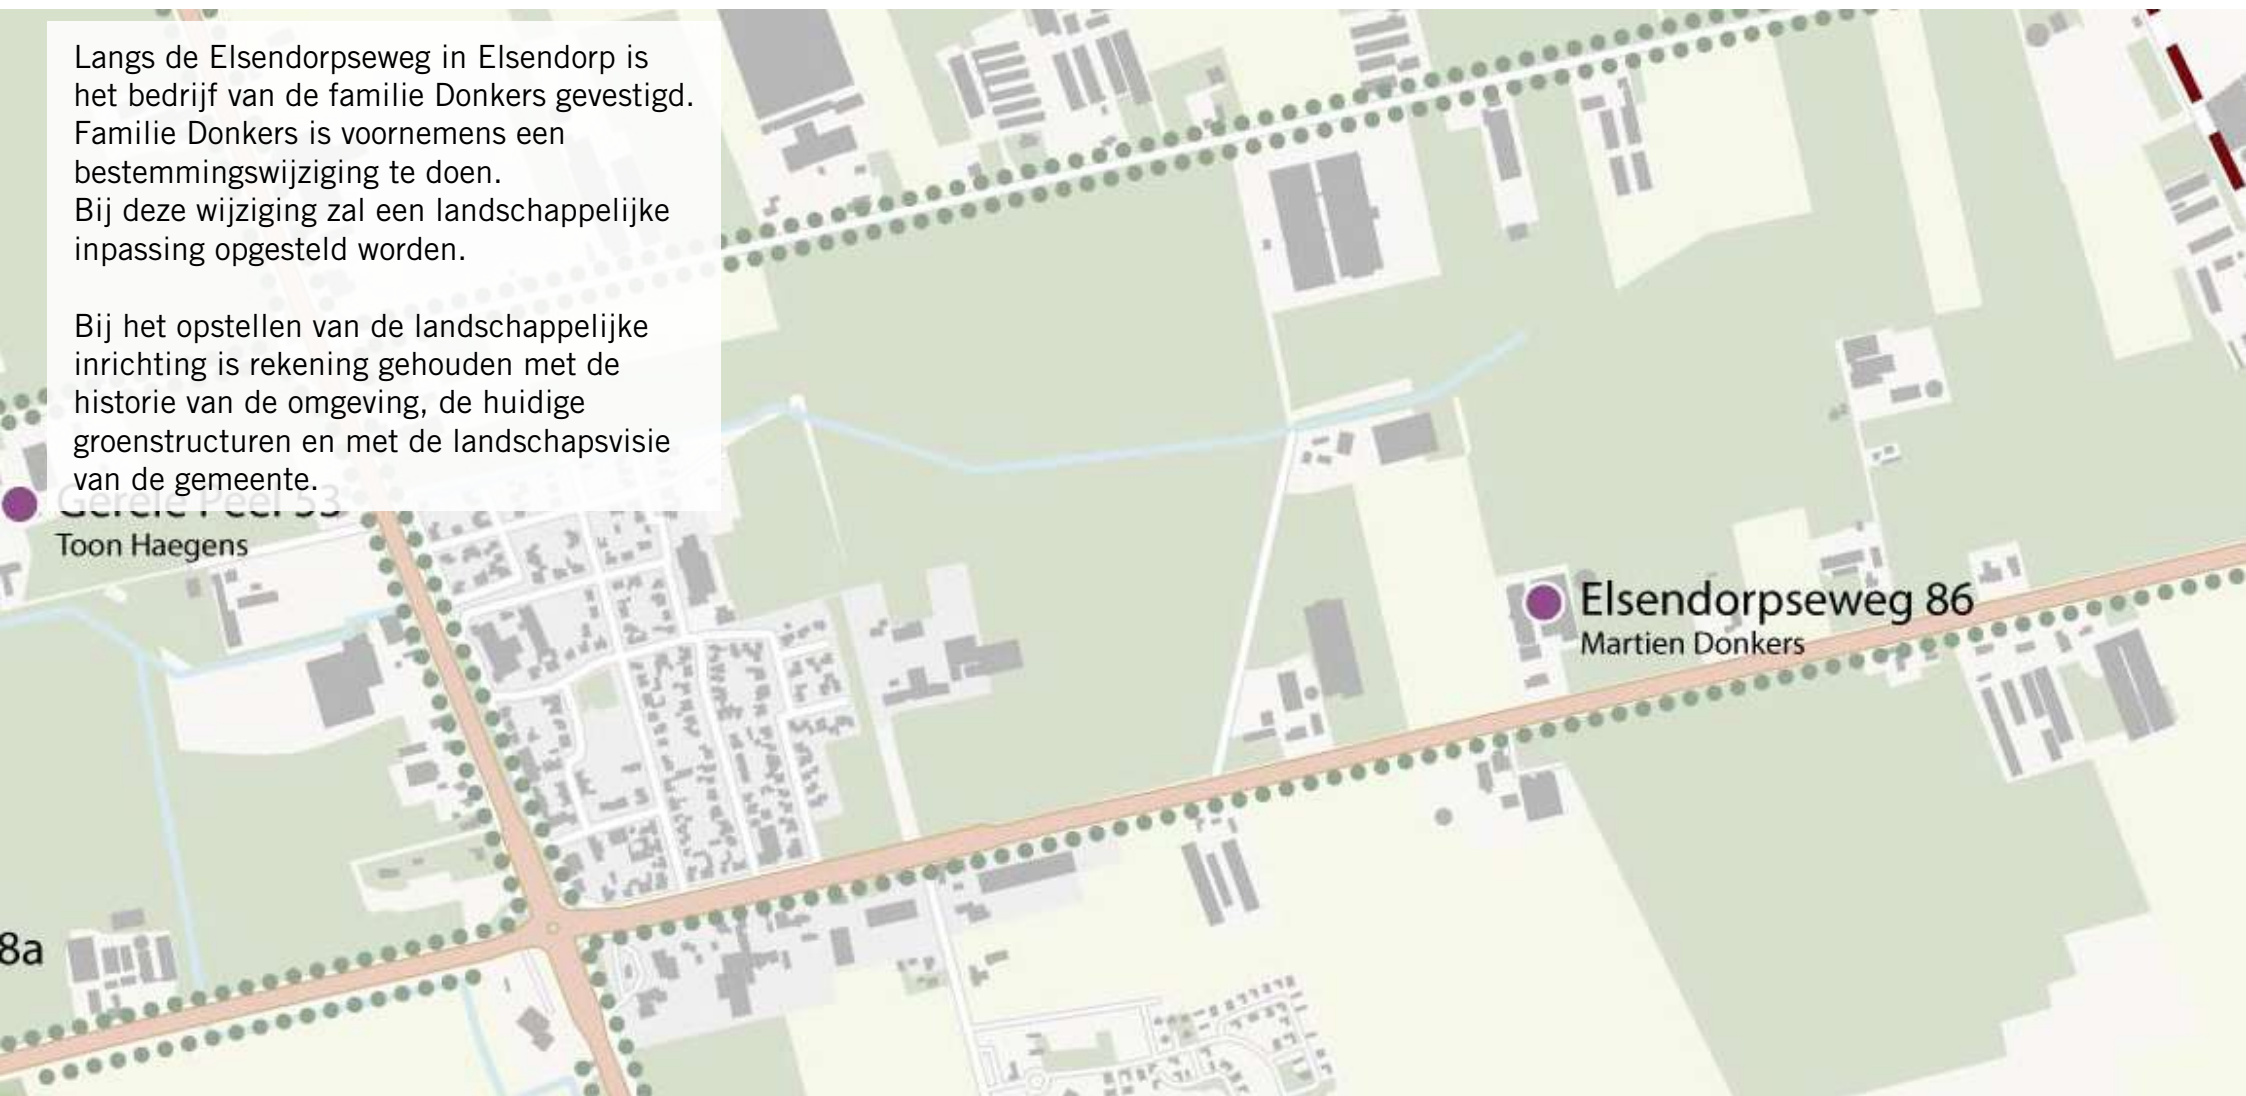 Langs de Elsendorpseweg in Elsendorp is
het bedrijf van de familie Donkers gevestigd.
Familie Donkers is voornemens een
bestemmingswijziging te doen.
Bij deze wijziging zal een landschappelijke
inpassing opgesteld worden.
Bij het opstellen van de landschappelijke
inrichting is rekening gehouden met de
historie van de omgeving, de huidige
groenstructuren en met de landschapsvisie
van de gemeente.
Gerele Peel 53
Toon Haegens
Elsendorpseweg 86
Martien Donkers
8a